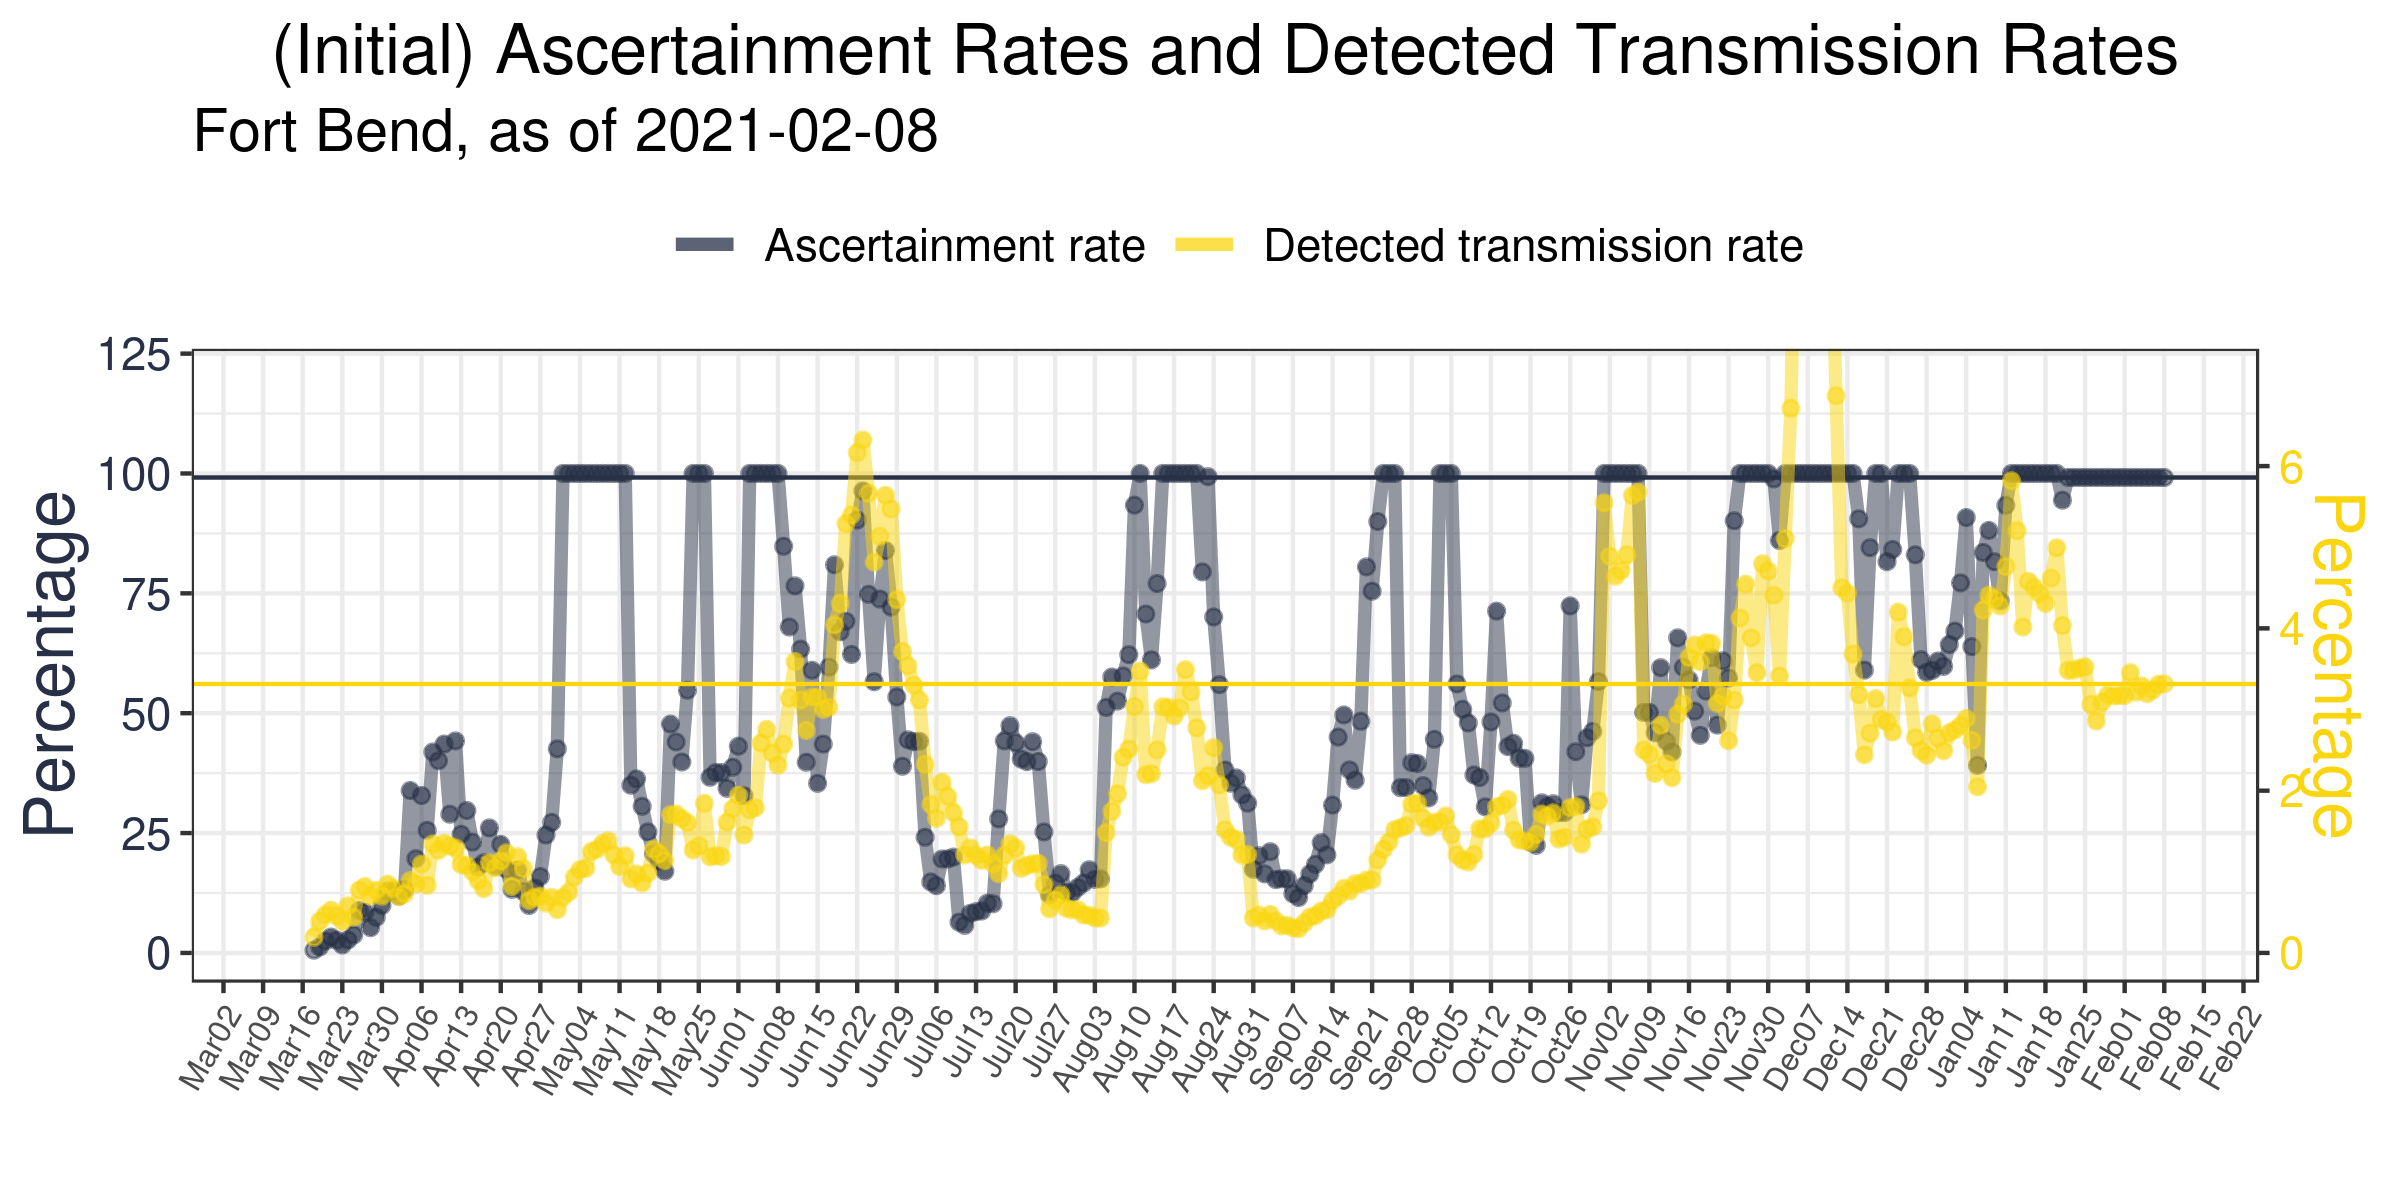 (Initial) Ascertainment Rates and Detected Transmission Rates
Fort Bend, as of 2021-02-08
Ascertainment rate
Detected transmission rate
Percentage
125
100
75
50
25
0
6
4
2
0
Percentage
Mar02
Mar09
Mar16
Mar23
Mar30
Apr06
Apr13
Apr20
Apr27
May04
May11
May18
May25
Jun01
Jun08
Jun15
Jun22
Jun29
Jul06
Jul13
Jul20
Jul27
Aug03
Aug10
Aug17
Aug24
Aug31
Sep07
Sep14
Sep21
Sep28
Oct05
Oct12
Oct19
Oct26
Nov02
Nov09
Nov16
Nov23
Nov30
Dec07
Dec14
Dec21
Dec28
Jan04
Jan11
Jan18
Jan25
Feb01
Feb08
Feb15
Feb22